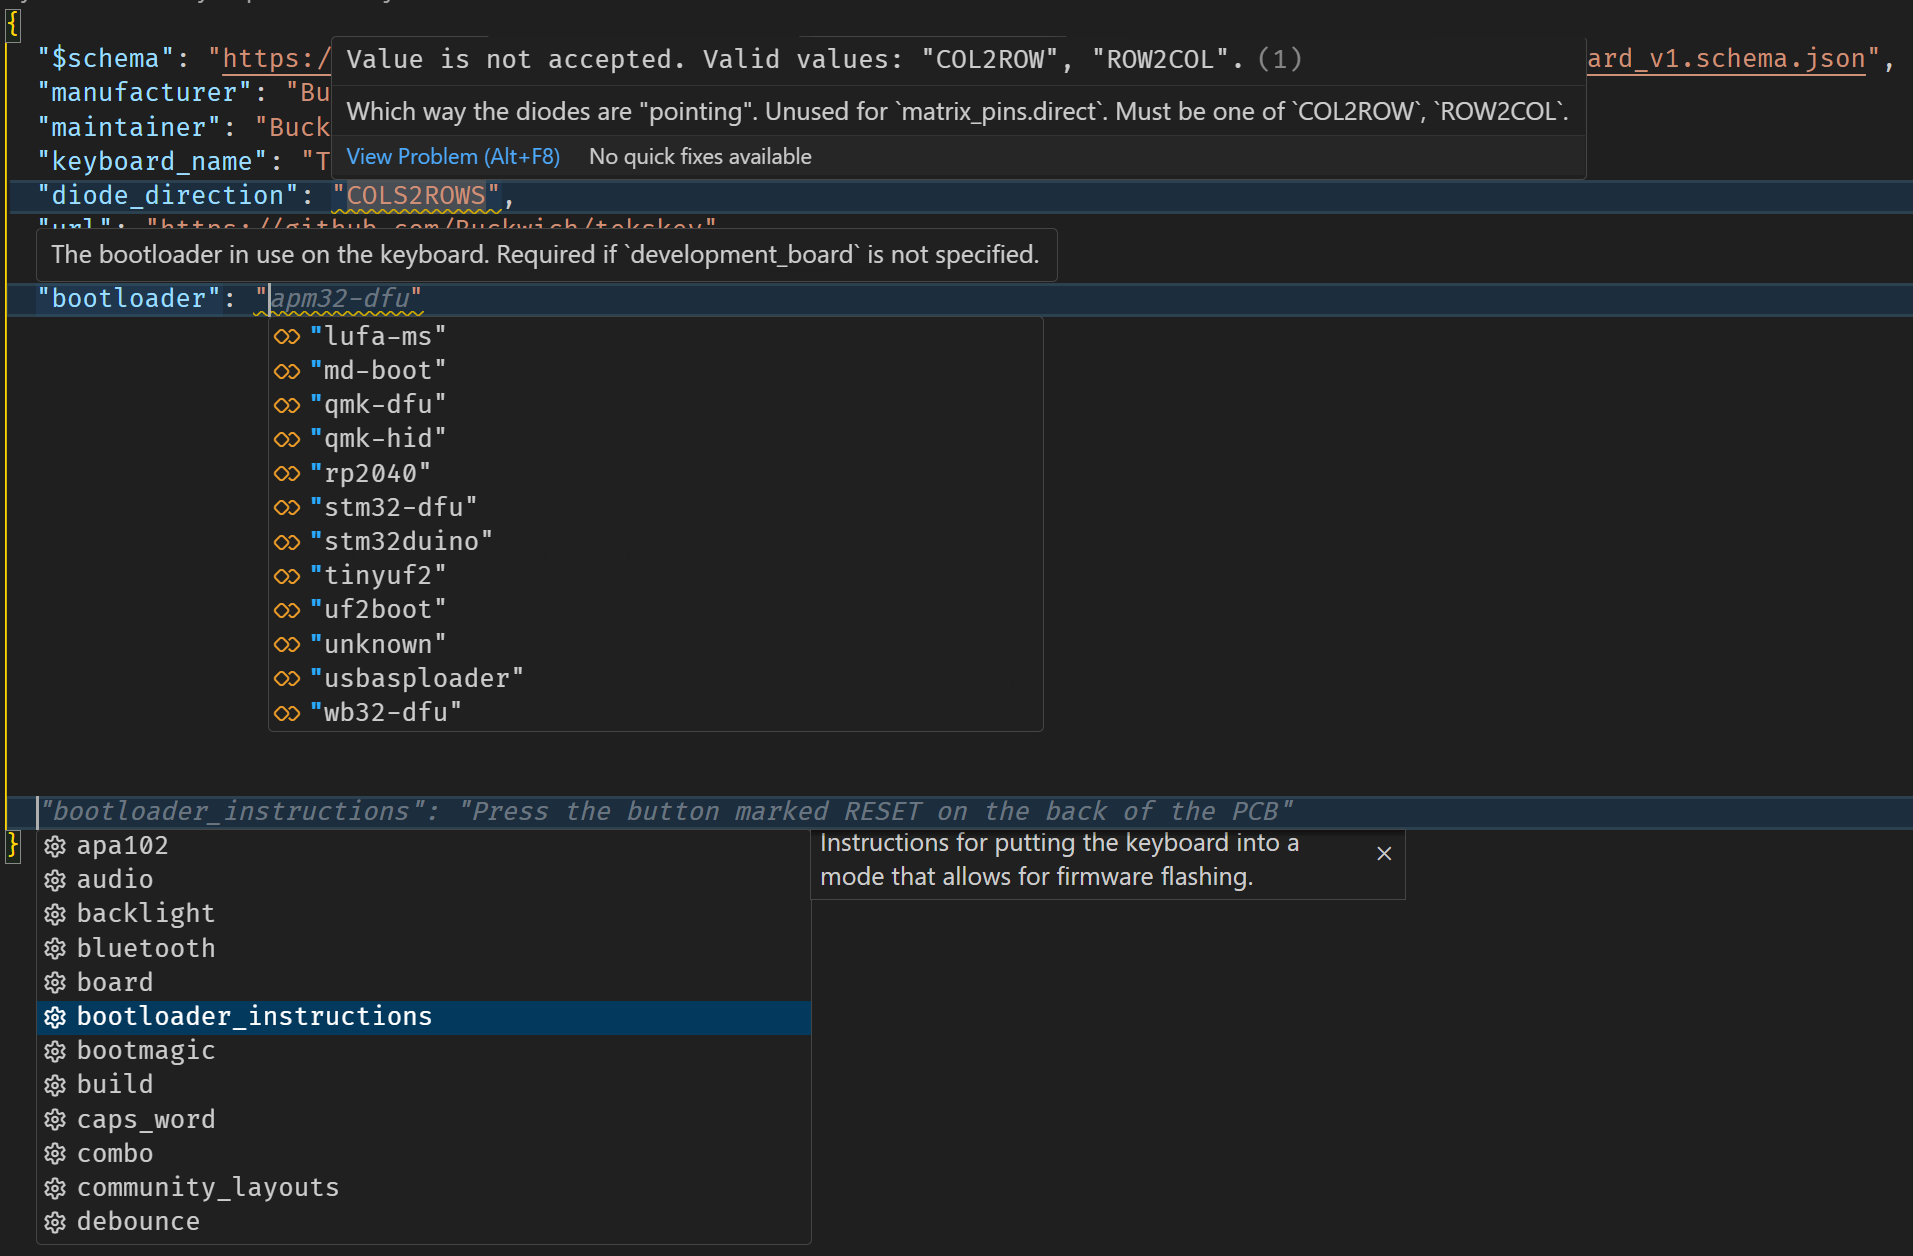 {
"$schema": "https:/ ard_v1.schema.json",
Value is not accepted. Valid values: "COL2ROW", "ROW2COL". (1)
"manufacturer": "Bu
Which way the diodes are "pointing". Unused for `matrix_pins.direct`. Must be one of `COL2ROW`, `ROW2COL`.
"maintainer": "Buck
"keyboard_name": "T
View Problem (Alt+F8) No quick fixes available
"diode_direction": "COLS2ROWS",
"url": "https://github.com/Buckwich/tekskey"
The bootloader in use on the keyboard. Required if `development_board` is not specified.
"bootloader": "apm32-dfu"
"lufa-ms"
"md-boot"
"qmk-dfu"
"qmk-hid"
"rp2040"
"stm32-dfu"
"stm32duino"
"tinyuf2"
"uf2boot"
"unknown"
"usbasploader"
"wb32-dfu"
"bootloader_instructions": "Press the button marked RESET on the back of the PCB"
}
apa102
audio
backlight
bluetooth
board
bootloader_instructions
bootmagic
build
caps_word
combo
community_layouts
debounce
Instructions for putting the keyboard into a
mode that allows for firmware flashing.